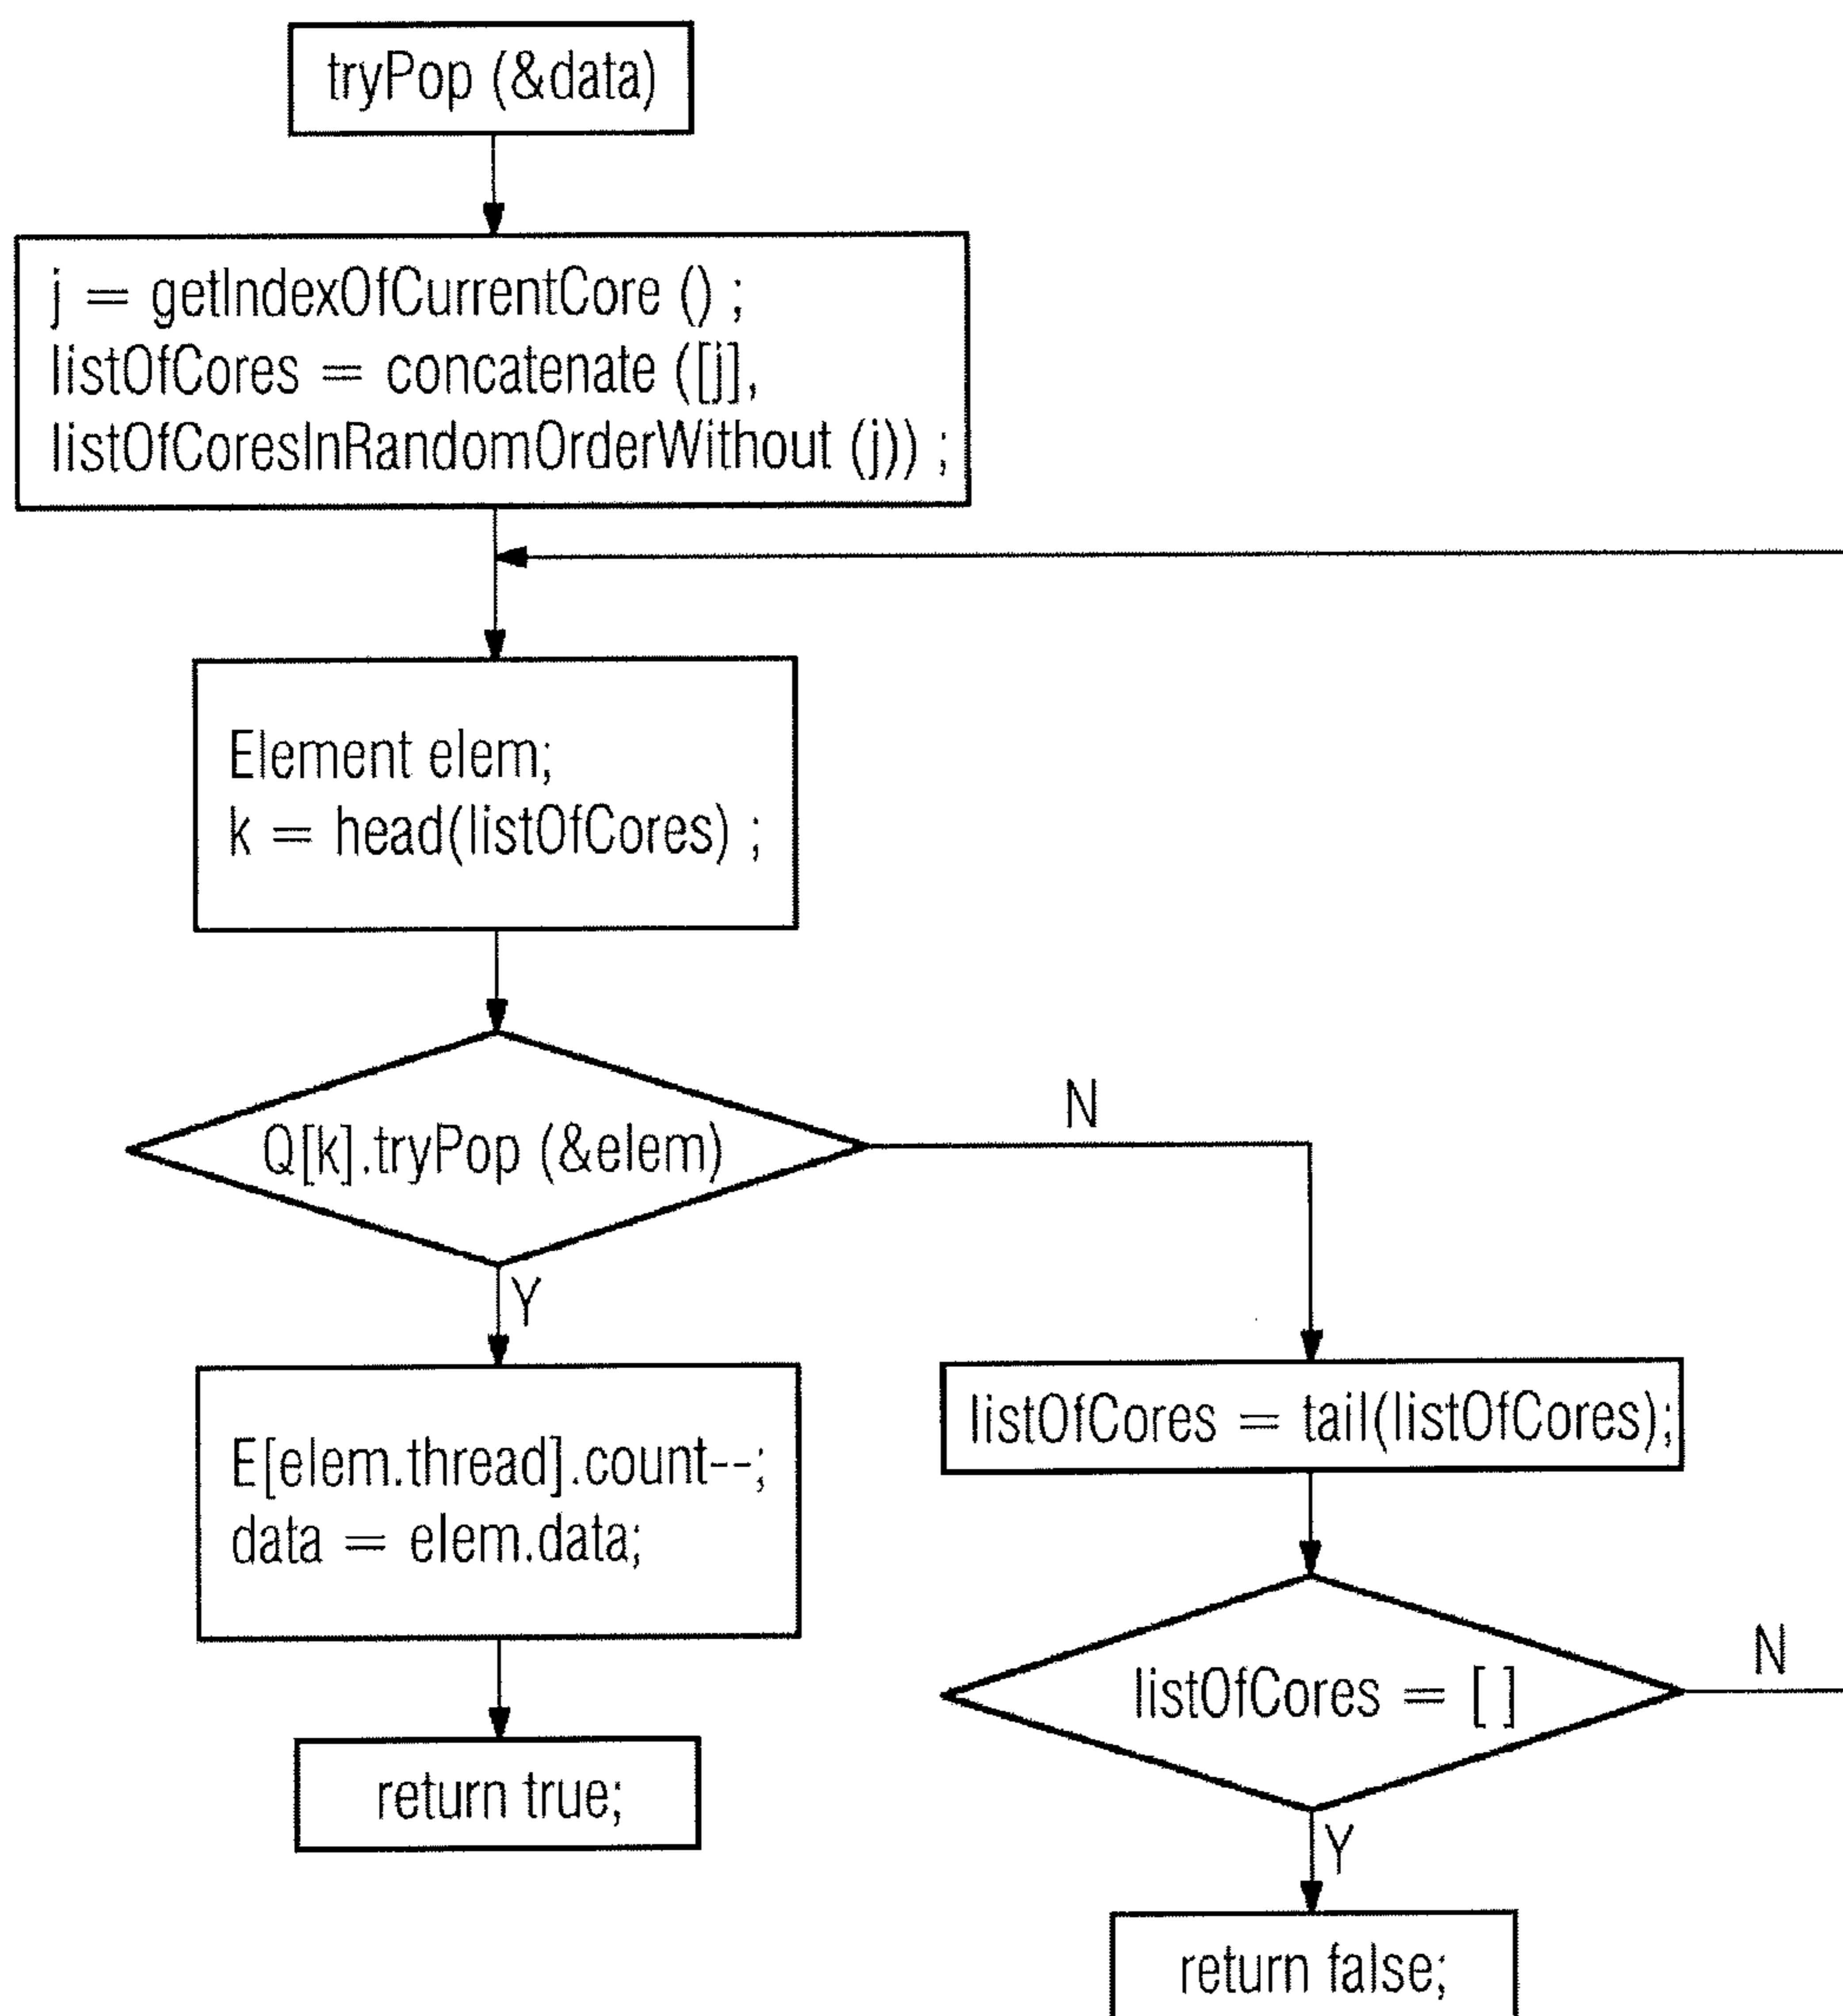 tryPop (&data)
j = getIndexOfCurrentCore () ;
listOfCores = concatenate ([j],
listOfCoresInRandomOrderWithout (j)) ;
Element elem;
k = head(listOfCores) ;
Q[k].tryPop (&elem)
N
Y
E[elem.thread].count--;
data = elem.data;
return true;
listOfCores = tail(listOfCores);
listOfCores = [ ]
N
Y
return false;